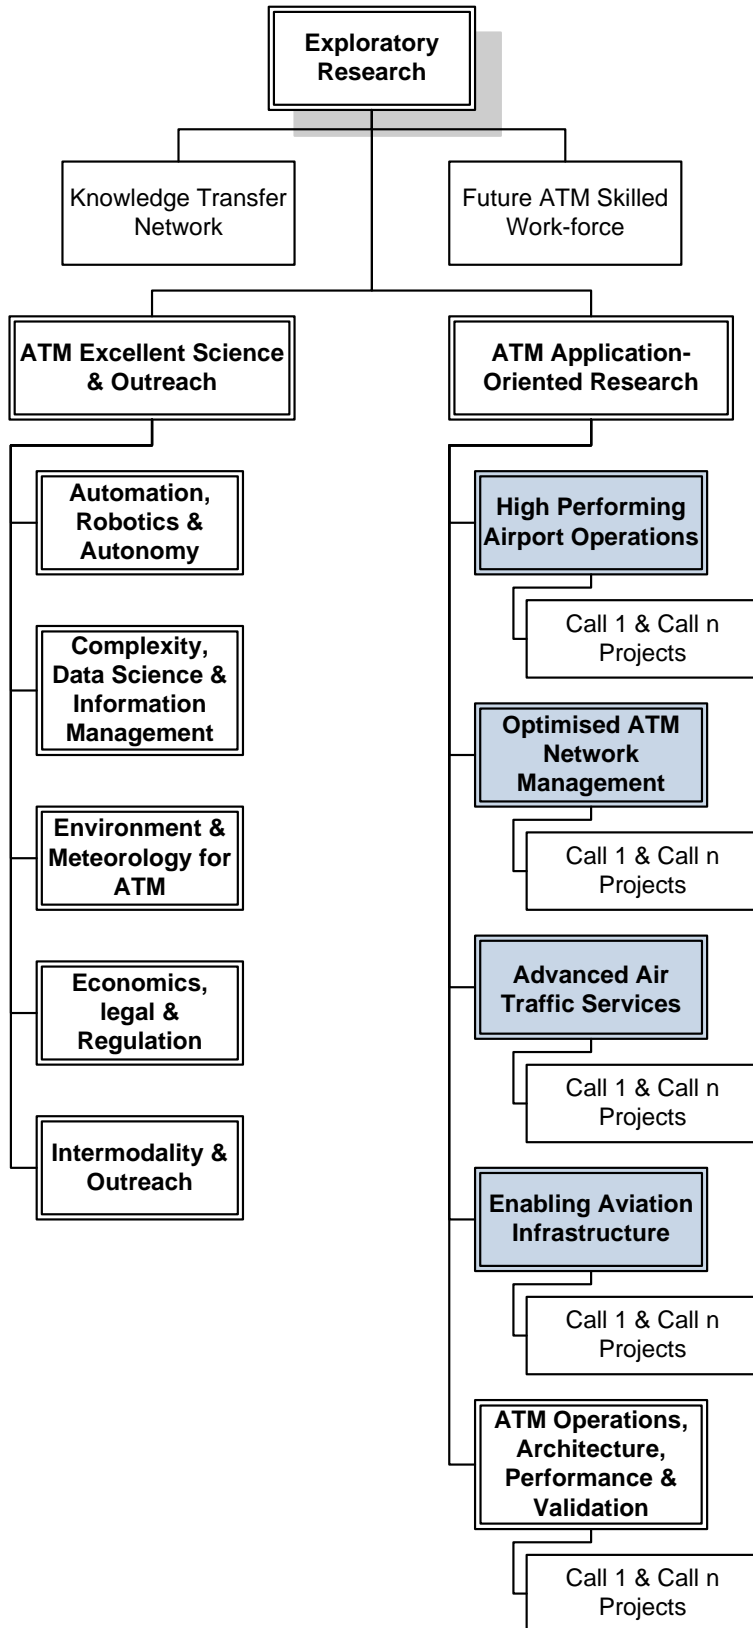 Exploratory
Research
Knowledge Transfer
Network
Future ATM Skilled
Work-force
ATM Excellent Science
& Outreach
ATM Application-
Oriented Research
Automation,
Robotics &
Autonomy
Complexity,
Data Science &
Information
Management
Environment &
Meteorology for
ATM
Economics,
legal &
Regulation
Intermodality &
Outreach
High Performing
Airport Operations
Call 1 & Call n
Projects
Optimised ATM
Network
Management
Call 1 & Call n
Projects
Advanced Air
Traffic Services
Call 1 & Call n
Projects
Enabling Aviation
Infrastructure
Call 1 & Call n
Projects
ATM Operations,
Architecture,
Performance &
Validation
Call 1 & Call n
Projects